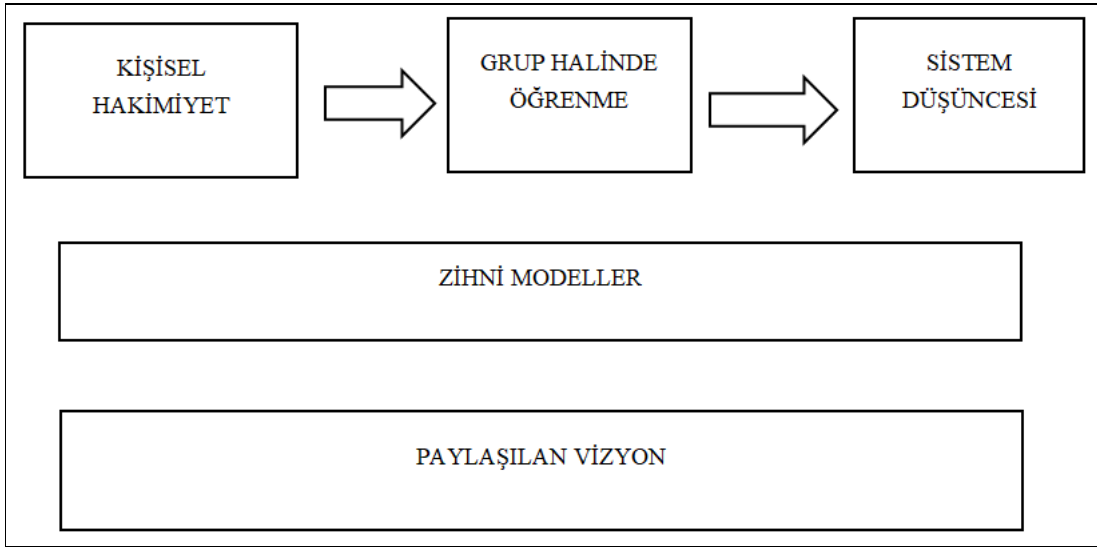 KİŞİSEL
HAKİMİYET
GRUP HALİNDE
ÖĞRENME
SİSTEM
DÜŞÜNCESİ
ZİHNİ MODELLER
PAYLAŞILAN VİZYON